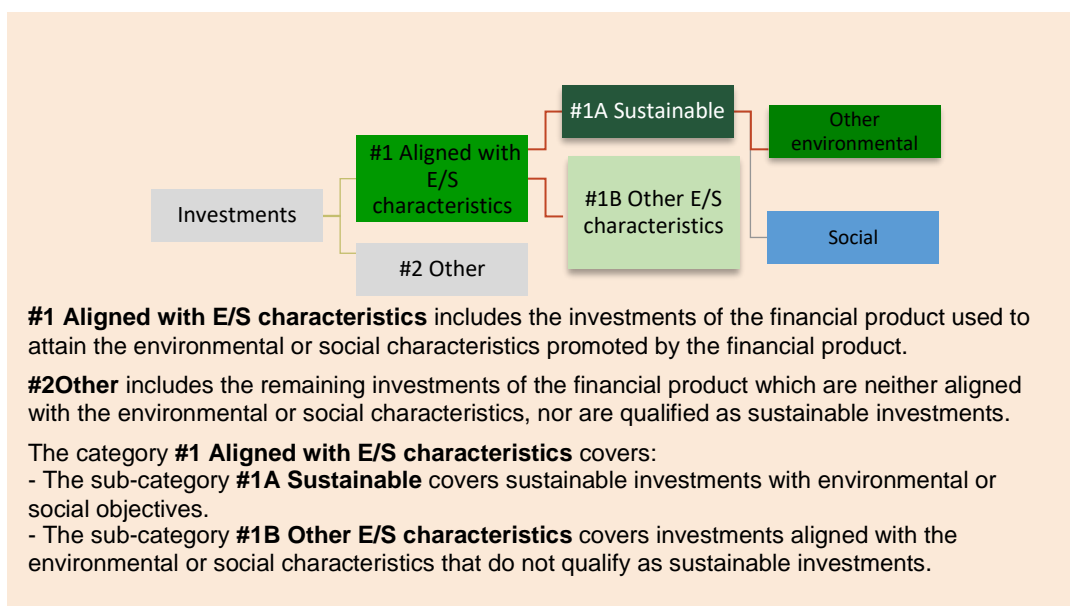 #1A Sustainable
Other
environmental
#1 Aligned with
E/S
characteristics
#1B Other E/S
characteristics
Investments
Social
#2 Other
#1 Aligned with E/S characteristics includes the investments of the financial product used to
attain the environmental or social characteristics promoted by the financial product.
#2Other includes the remaining investments of the financial product which are neither aligned
with the environmental or social characteristics, nor are qualified as sustainable investments.
The category #1 Aligned with E/S characteristics covers:
- The sub-category #1A Sustainable covers sustainable investments with environmental or
social objectives.
- The sub-category #1B Other E/S characteristics covers investments aligned with the
environmental or social characteristics that do not qualify as sustainable investments.